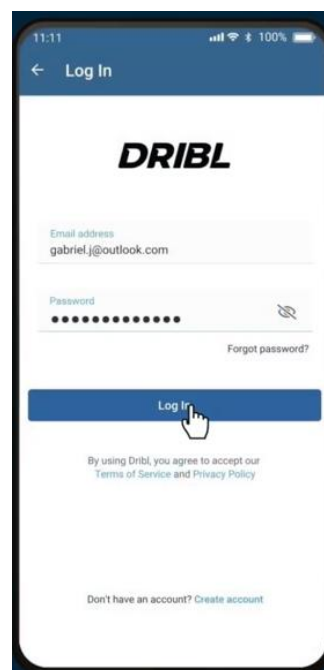 11:11 100%
Log In
DRIBL
Email address
gabriel.j@outlook.com
Password
●●●●●●●●●●●●●
Forgot password?
Log In
By using Dribl, you agree to accept our
Terms of Service and Privacy Policy
Don't have an account? Create account